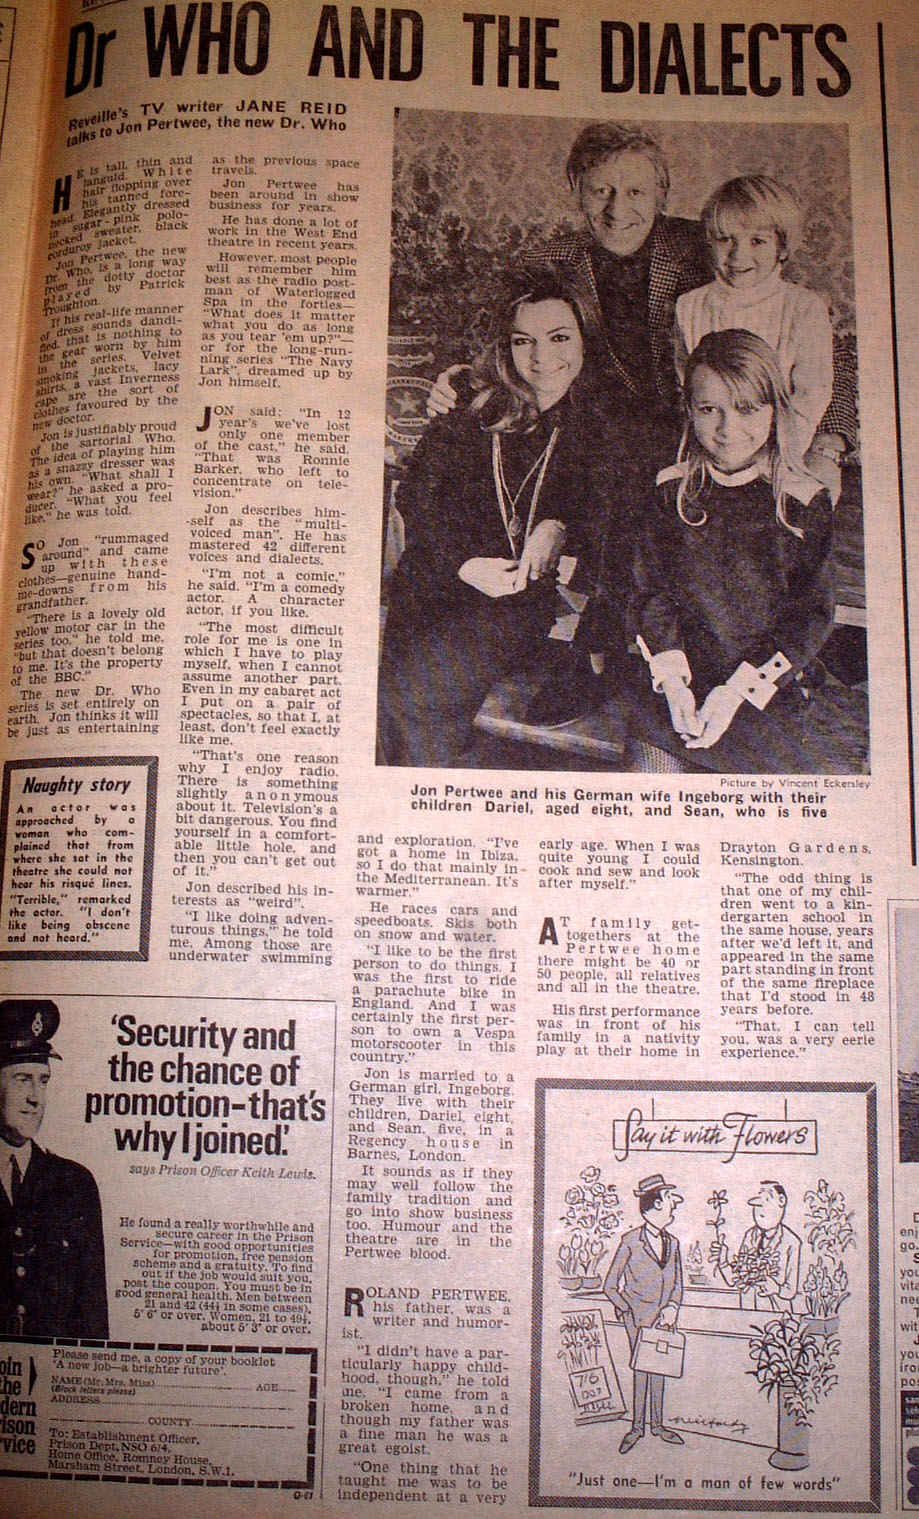 Dr WHO AND THE DIALECTS
Reveille's TV writer JANE REID
talks to Jon Pertwee, the new Dr. Who
HE is tall, thin and
languid. White
hair flopping over
his tanned fore-
head. Elegantly dressed
in sugar-pink polo-
necked sweater, black
corduroy jacket.
Jon Pertwee, the new
Dr. Who, is a long way
from the dotty doctor
played by Patrick
Troughton.
If his real-life manner
of dress sounds dandi-
fied, that is nothing to
the gear worn by him
in the series. Velvet
smoking jackets, lacy
shirts, a vast Inverness
cape are the sort of
clothes favoured by the
new doctor.
Jon is justifiably proud
of the sartorial Who.
The idea of playing him
as a snazzy dresser was
his own. "What shall I
wear?" he asked a pro-
ducer. "What you feel
like," he was told.
SO Jon "rummaged
around" and came
up with these
clothes—genuine hand-
me-downs from his
grandfather.
"There is a lovely old
yellow motor car in the
series too," he told me,
"but that doesn't belong
to me. It's the property
of the BBC."
The new Dr. Who
series is set entirely on
earth. Jon thinks it will
be just as entertaining
as the previous space
travels.
Jon Pertwee has
been around in show
business for years.
He has done a lot of
work in the West End
theatre in recent years.
However, most people
will remember him
best as the radio post-
man of Waterlogged
Spa in the forties—
"What does it matter
what you do as long
as you tear 'em up?"—
or for the long-run-
ning series "The Navy
Lark", dreamed up by
Jon himself.
JON said: "In 12
year's we've lost
only one member
of the cast," he said.
"That was Ronnie
Barker, who left to
concentrate on tele-
vision."
Jon describes him-
-self as the "multi-
voiced man". He has
mastered 42 different
voices and dialects.
"I'm not a comic,"
he said. "I'm a comedy
actor. A character
actor, if you like.
"The most difficult
role for me is one in
which I have to play
myself, when I cannot
assume another part.
Even in my cabaret act
I put on a pair of
spectacles, so that I, at
least, don't feel exactly
like me.
"That's one reason
why I enjoy radio.
There is something
slightly anonymous
about it. Television's a
bit dangerous. You find
yourself in a comfort-
able little hole, and
then you can't get out
of it."
Jon described his in-
terests as "weird".
"I like doing adven-
turous things," he told
me. Among those are
underwater swimming
Picture by Vincent Eckersley
Jon Pertwee and his German wife Ingeborg with their
children Dariel, aged eight, and Sean, who is five
and exploration. "I've
got a home in Ibiza,
so I do that mainly in
the Mediterranean. It's
warmer."
He races cars and
speedboats. Skis both
on snow and water.
"I like to be the first
person to do things. I
was the first to ride
a parachute bike in
England. And I was
certainly the first per-
son to own a Vespa
motorscooter in this
country."
Jon is married to a
German girl, Ingeborg.
They live with their
children, Dariel, eight,
and Sean, five, in a
Regency house in
Barnes, London.
It sounds as if they
may well follow the
family tradition and
go into show business
too. Humour and the
theatre are in the
Pertwee blood.
ROLAND PERTWEE,
his father, was a
writer and humor-
ist.
"I didn't have a par-
ticularly happy child-
hood, though," he told
me. "I came from a
broken home, and
though my father was
a fine man he was a
great egoist.
"One thing that he
taught me was to be
independent at a very
early age. When I was
quite young I could
cook and sew and look
after myself."
AT family get-
togethers at the
Pertwee home
there might be 40 or
50 people, all relatives
and all in the theatre.
His first performance
was in front of his
family in a nativity
play at their home in
Drayton Gardens,
Kensington.
"The odd thing is
that one of my chil-
dren went to a kin-
dergarten school in
the same house, years
after we'd left it, and
appeared in the same
part standing in front
of the same fireplace
that I'd stood in 48
years before.
"That, I can tell
you, was a very eerie
experience."
Naughty story
An actor was
approached by a
woman who com-
plained that from
where she sat in the
theatre she could not
hear his risqué lines.
"Terrible," remarked
the actor. "I don't
like being obscene
and not heard."
'Security and
the chance of
promotion–that's
why I joined.'
says Prison Officer Keith Lewis.
He found a really worthwhile and
secure career in the Prison
Service—with good opportunities
for promotion, free pension
scheme and a gratuity. To find
out if the job would suit you,
post the coupon. You must be in
good general health. Men between
21 and 42 (44½ in some cases),
5' 6" or over. Women, 21 to 49½,
about 5' 3" or over.
Please send me, a copy of your booklet
'A new job—a brighter future'.
NAME (Mr. Mrs. Miss) AGE
(Block letters please)
ADDRESS
COUNTY
To: Establishment Officer,
Prison Dept, NSO 6/4,
Home Office, Romney House,
Marsham Street, London, S.W.1.
Say it with Flowers
7/6
DOZ
"Just one—I'm a man of few words"